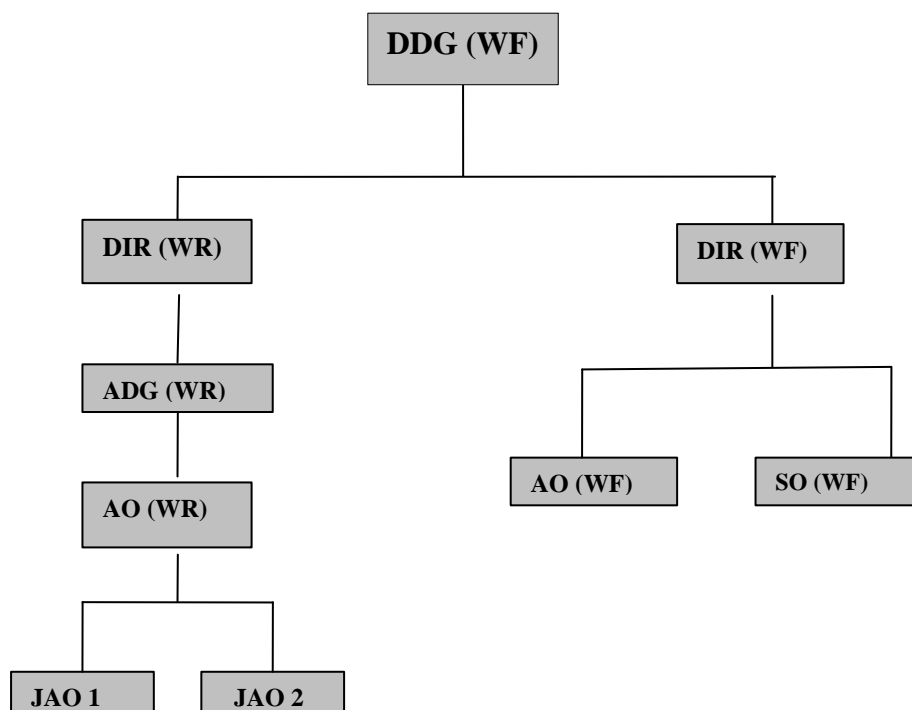 DDG (WF)
DIR (WR)
DIR (WF)
ADG (WR)
AO (WF)
SO (WF)
AO (WR)
JAO 1
JAO 2